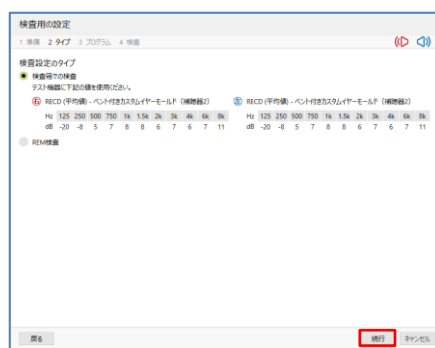 検査用の設定
1 準備 2 タイプ 3 プログラム 4 検査
検査設定のタイプ
検査箱での検査
テスト機器に下記の値を使用ください。
右 RECD (平均値) - ベント付きカスタムイヤーモールド (補聴器2)
Hz 125 250 500 750 1k 1.5k 2k 3k 4k 6k 8k
dB -20 -8 5 7 8 8 6 7 6 7 11
左 RECD (平均値) - ベント付きカスタムイヤーモールド (補聴器2)
Hz 125 250 500 750 1k 1.5k 2k 3k 4k 6k 8k
dB -20 -8 5 7 8 8 6 7 6 7 11
REM検査
戻る 続行 キャンセル